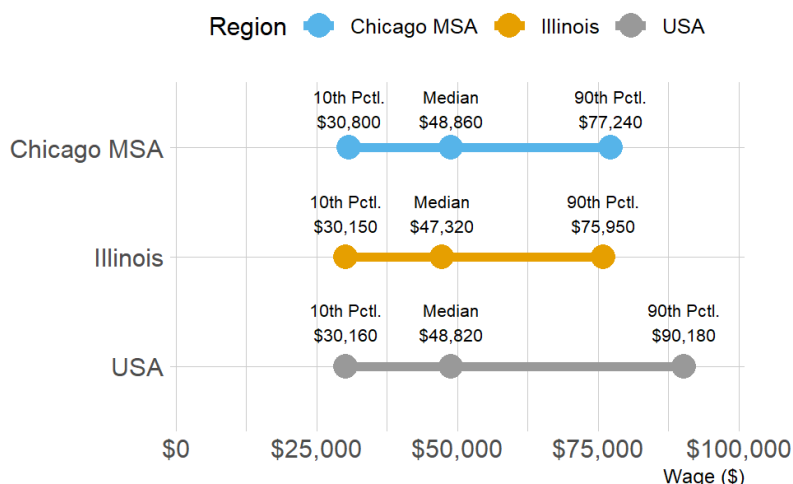 Region Chicago MSA Illinois USA
10th Pctl. Median 90th Pctl.
$30,800 $48,860 $77,240
Chicago MSA
10th Pctl. Median 90th Pctl.
$30,150 $47,320 $75,950
Illinois
10th Pctl. Median 90th Pctl.
$30,160 $48,820 $90,180
USA
$0 $25,000 $50,000 $75,000 $100,000
Wage ($)